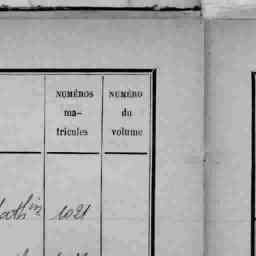 NUMÉROS
ma-
tricules
NUMÉRO
du
volume
1021